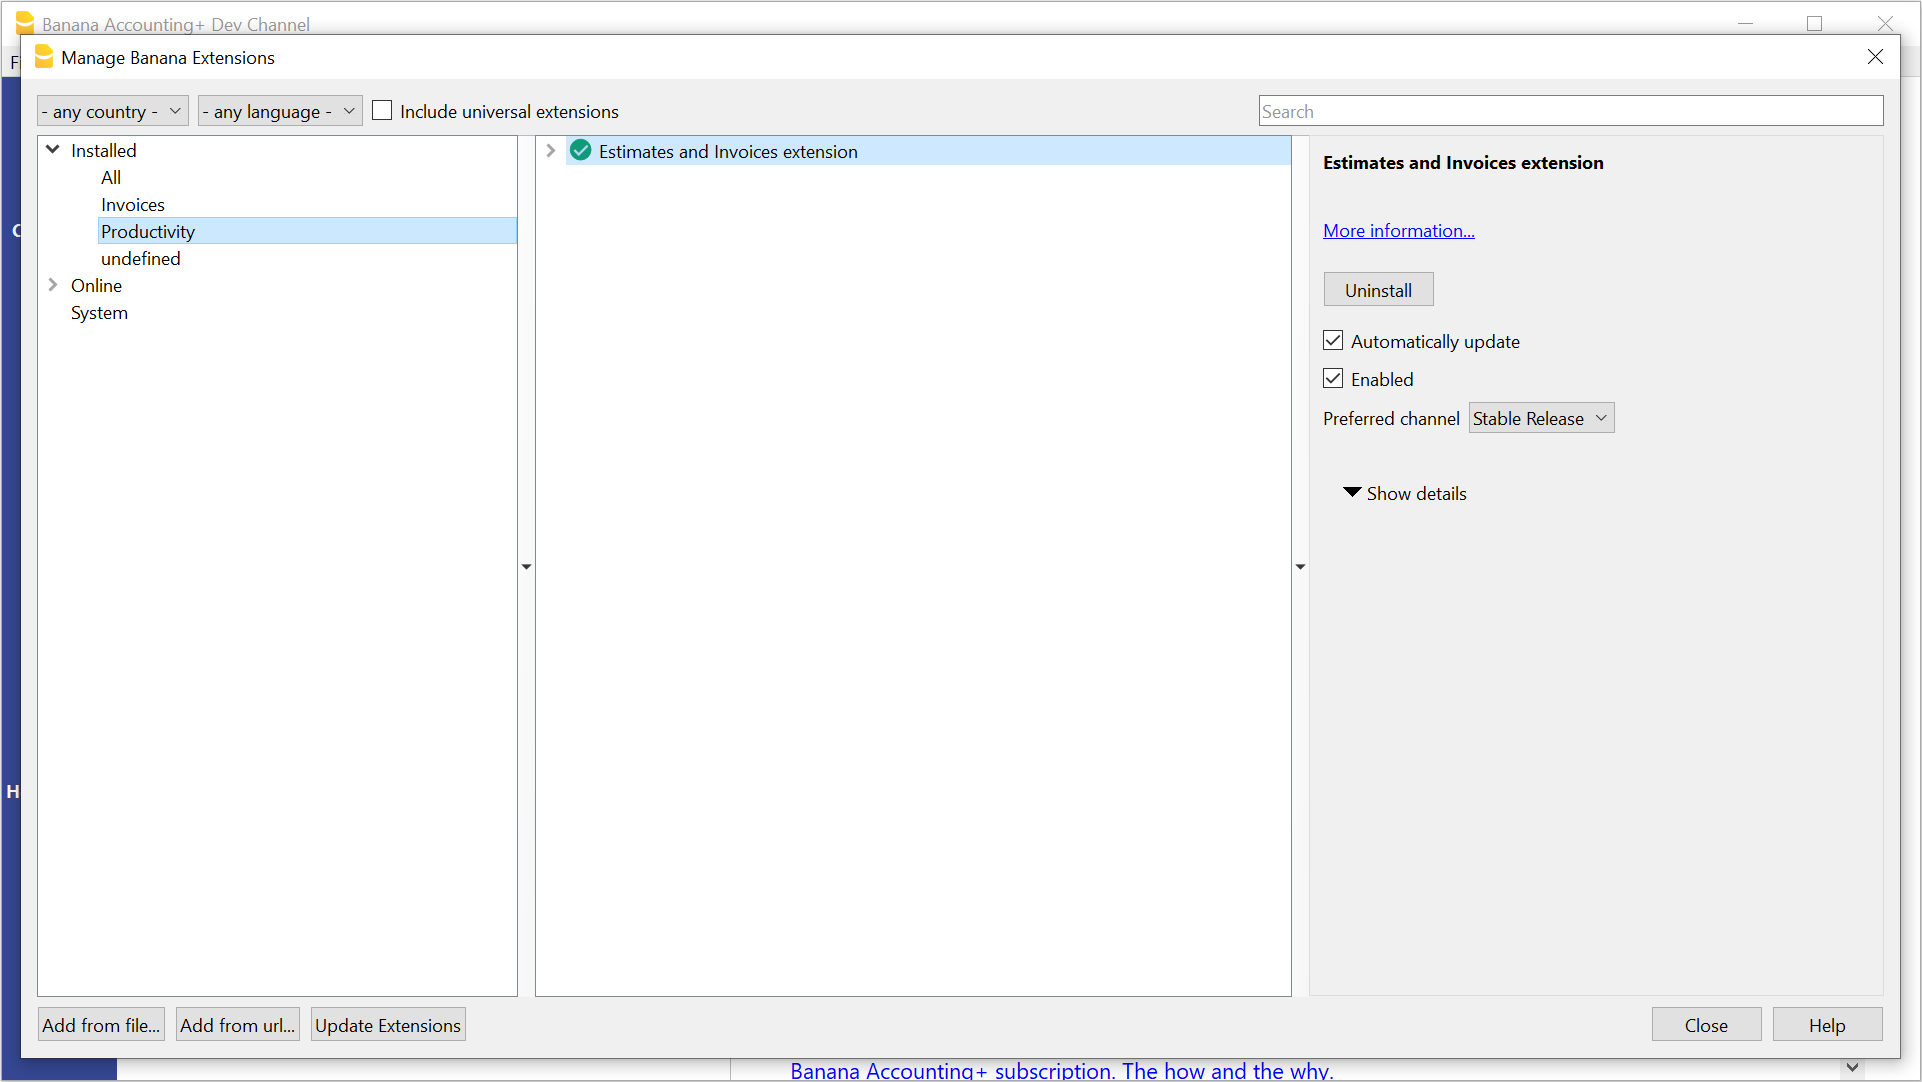 Banana Accounting+ Dev Channel
Manage Banana Extensions
- any country -
- any language -
Include universal extensions
Search
Installed
All
Invoices
Productivity
undefined
Online
System
Estimates and Invoices extension
Estimates and Invoices extension
More information...
Uninstall
Automatically update
Enabled
Preferred channel
Stable Release
Show details
Add from file...
Add from url...
Update Extensions
Close
Help
Banana Accounting+ subscription. The how and the why.